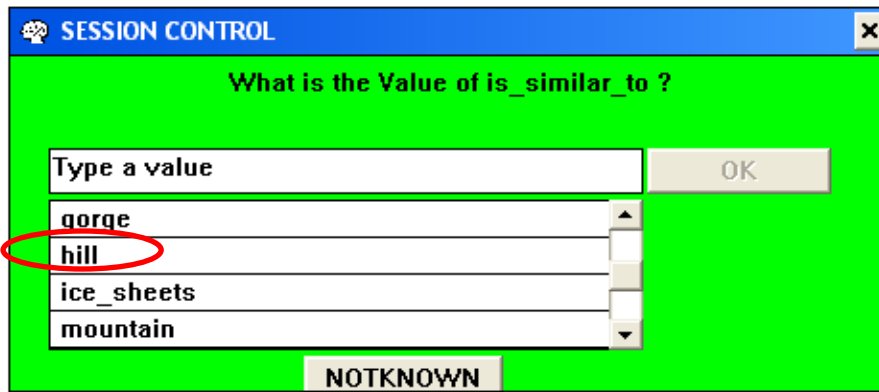 SESSION CONTROL
What is the Value of is_similar_to ?
Type a value
OK
gorge
hill
ice_sheets
mountain
NOTKNOWN